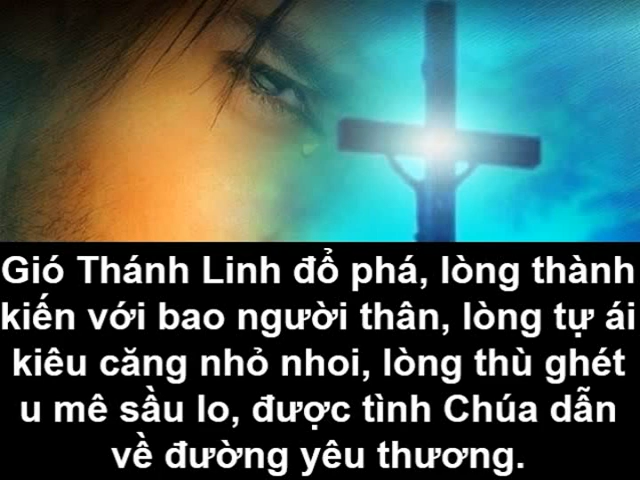 Gió Thánh Linh đổ phá, lòng thành
kiến với bao người thân, lòng tự ái
kiêu căng nhỏ nhoi, lòng thù ghét
u mê sầu lo, được tình Chúa dẫn
về đường yêu thương.